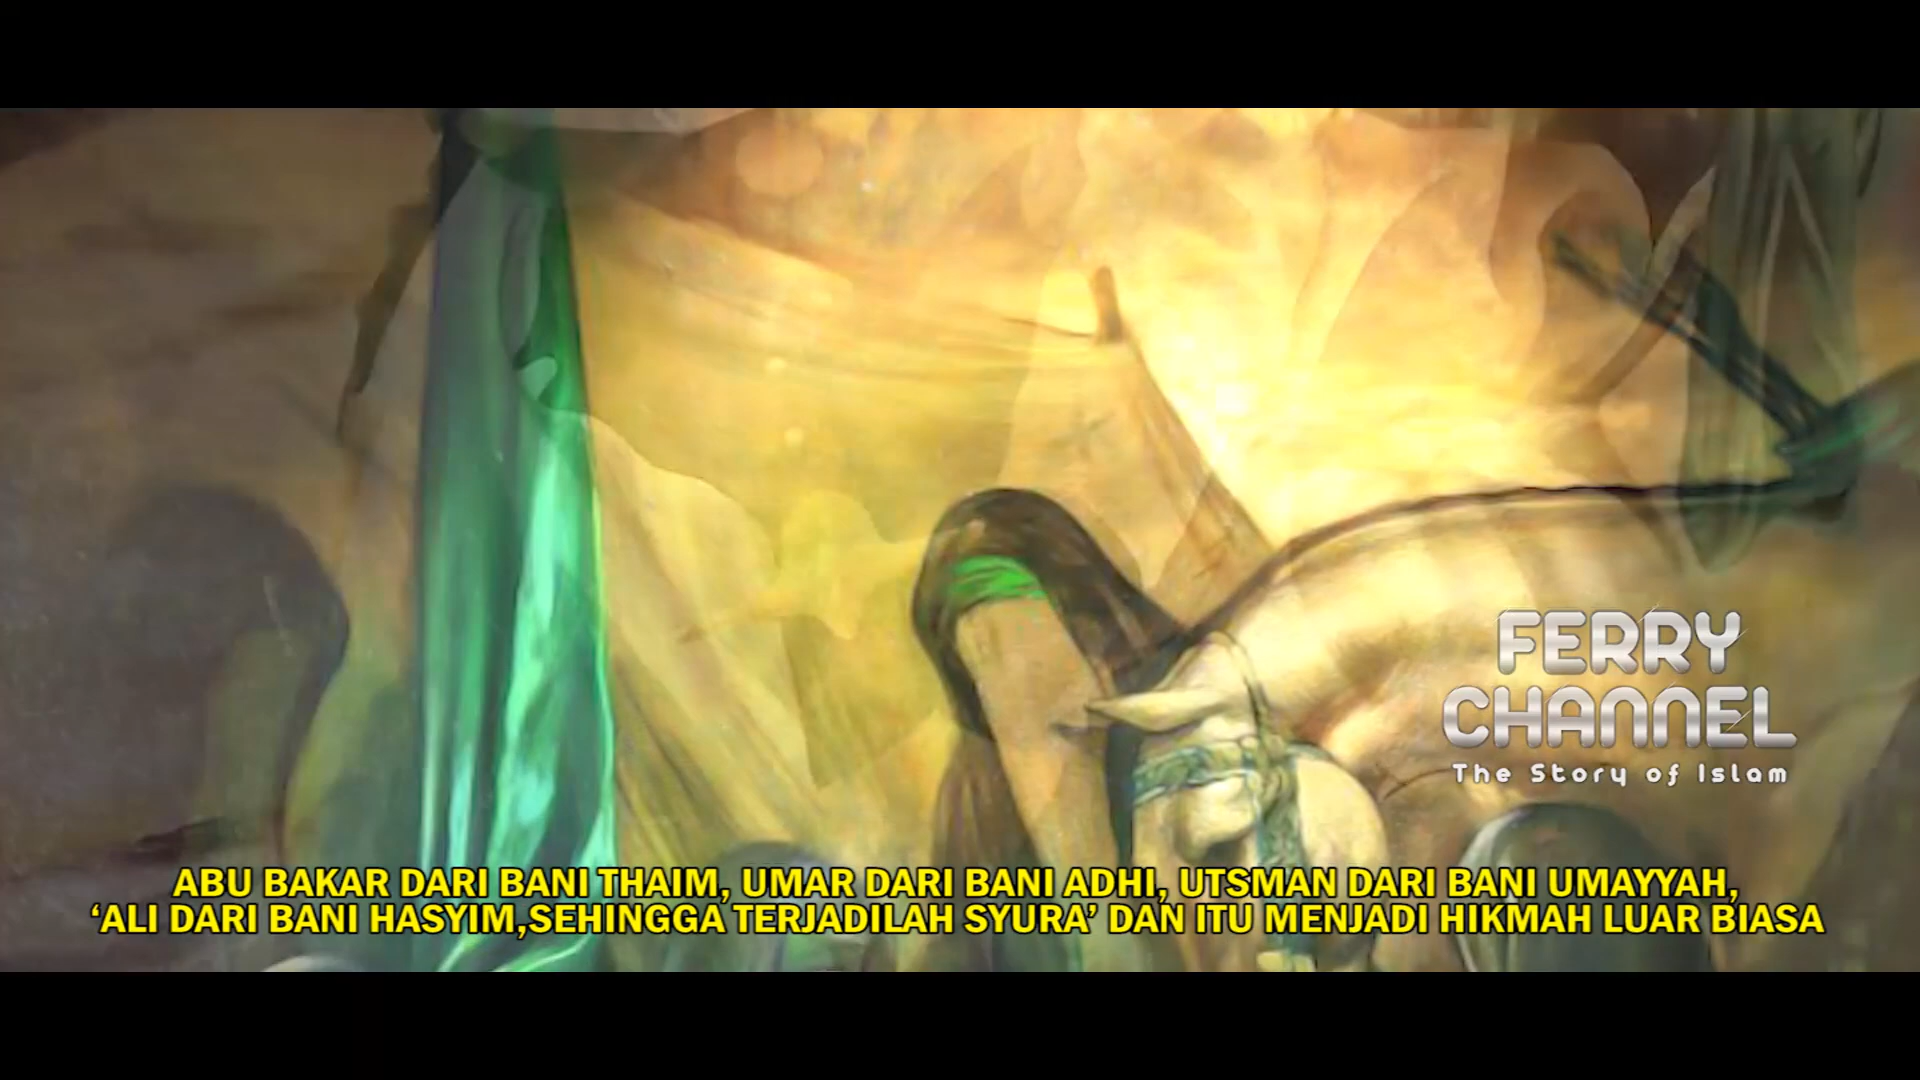 FERRY
CHANNEL
The Story of Islam
ABU BAKAR DARI BANI THAIM, UMAR DARI BANI ADHI, UTSMAN DARI BANI UMAYYAH,
‘ALI DARI BANI HASYIM,SEHINGGA TERJADILAH SYURA’ DAN ITU MENJADI HIKMAH LUAR BIASA